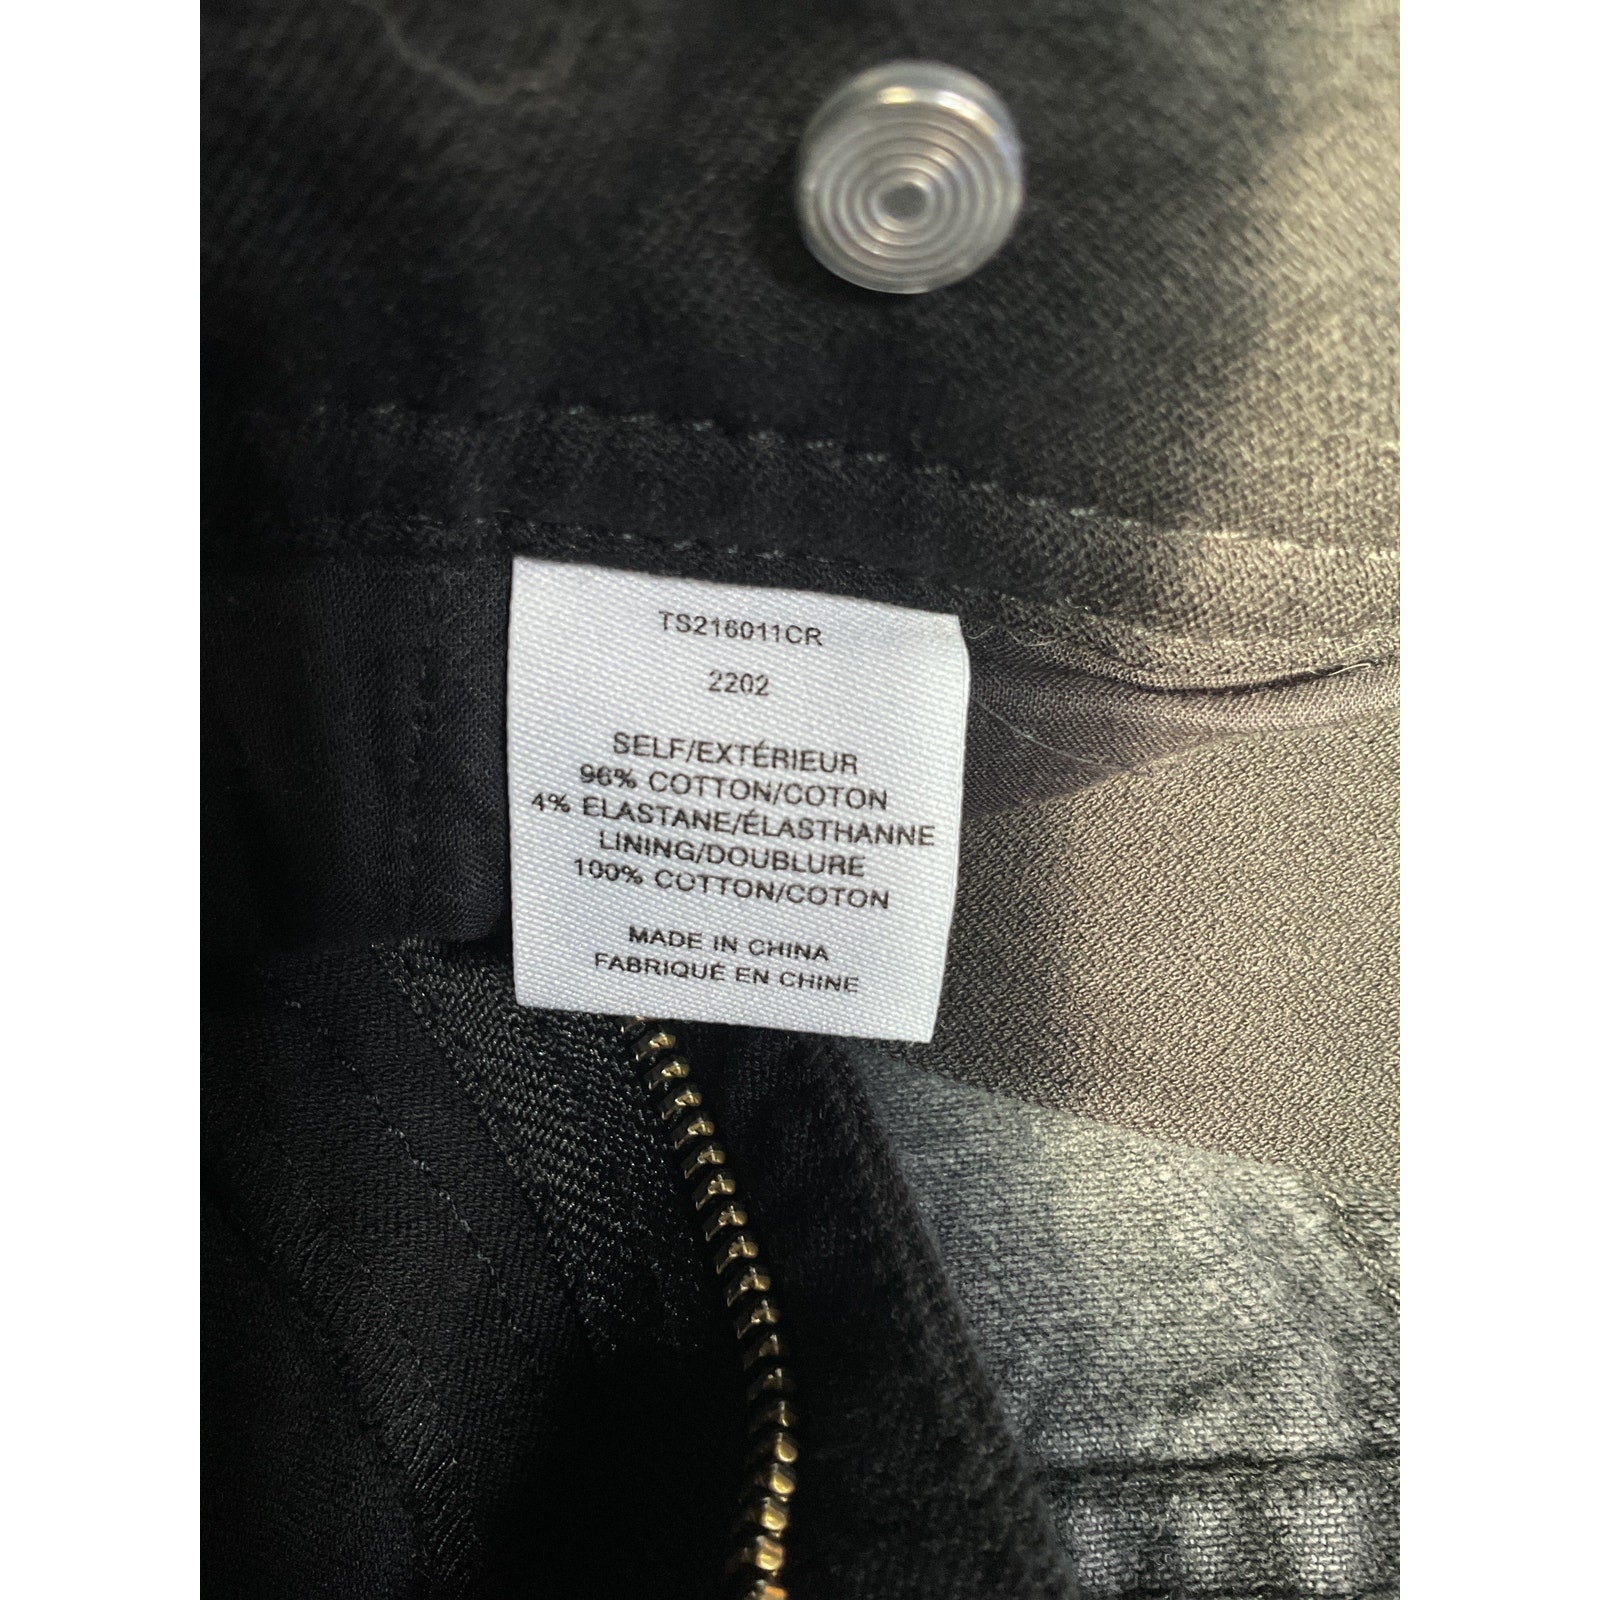 TS216011CR
2202
SELF/EXTÉRIEUR
96% COTTON/COTON
4% ELASTANE/ÉLASTHANNE
LINING/DOUBLURE
100% COTTON/COTON
MADE IN CHINA
FABRIQUÉ EN CHINE